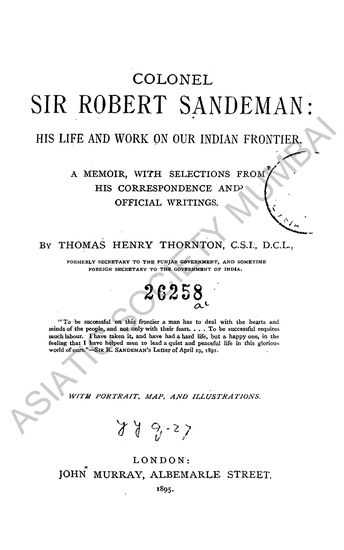 COLONEL
SIR ROBERT SANDEMAN:
HIS LIFE AND WORK ON OUR INDIAN FRONTIER.
A MEMOIR, WITH SELECTIONS FROM
HIS CORRESPONDENCE AND
OFFICIAL WRITINGS.
BY THOMAS HENRY THORNTON, C.S.I., D.C.L.,
FORMERLY SECRETARY TO THE PUNJAB GOVERNMENT, AND SOMETIME
FOREIGN SECRETARY TO THE GOVERNMENT OF INDIA.
26258
"To be successful on this frontier a man has to deal with the hearts and
minds of the people, and not only with their fears. . . . To be successful requires
much labour. I have taken it, and have had a hard life, but a happy one, in the
feeling that I have helped men to lead a quiet and peaceful life in this glorious
world of ours."—SIR R. SANDEMAN'S Letter of April 19, 1891.
WITH PORTRAIT, MAP, AND ILLUSTRATIONS.
LONDON:
JOHN MURRAY, ALBEMARLE STREET.
1895.
ASIATIC SOCIETY MUMBAI